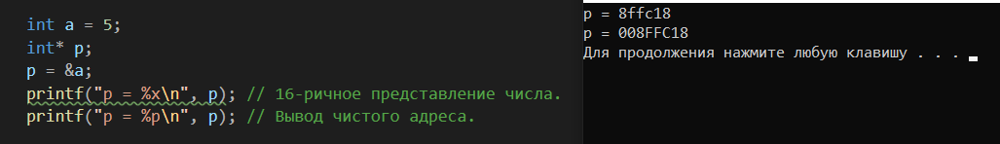 int a = 5;
int* p;
p = &a;
printf("p = %x\n", p); // 16-ричное представление числа.
printf("p = %p\n", p); // Вывод чистого адреса.
p = 8ffc18
p = 008FFC18
Для продолжения нажмите любую клавишу . . .